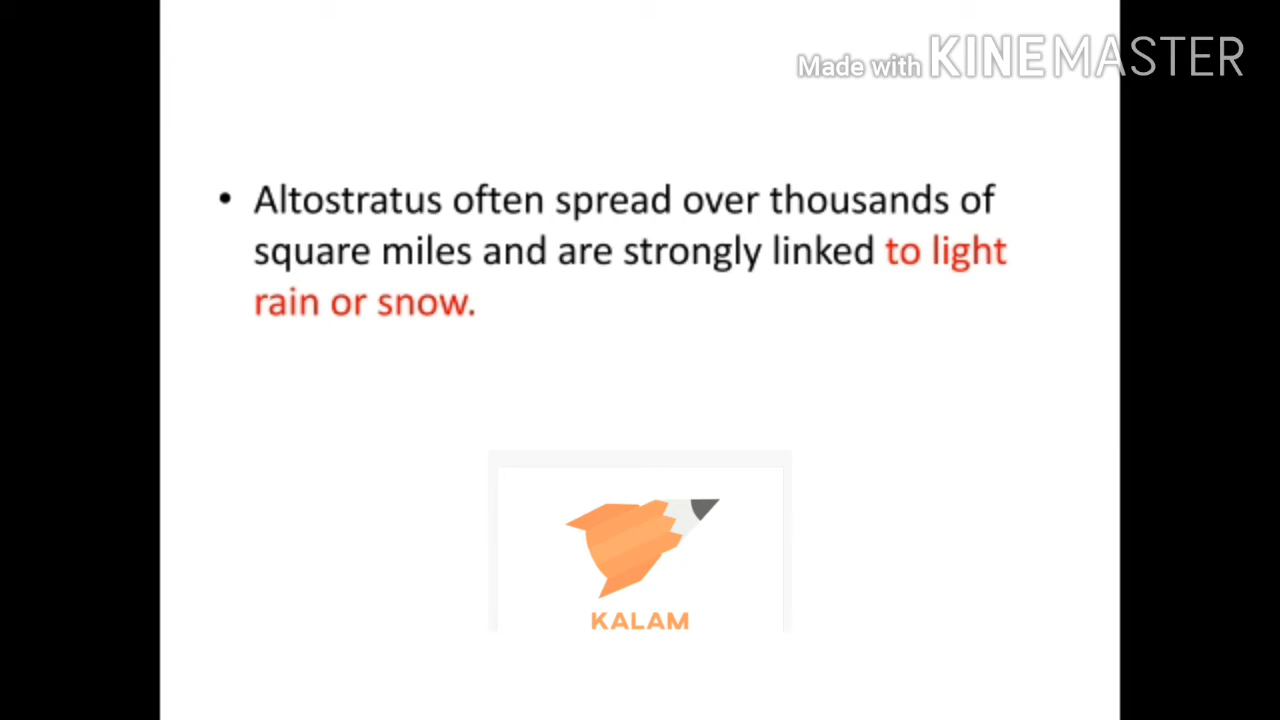 Made with KINEMASTER
• Altostratus often spread over thousands of
square miles and are strongly linked to light
rain or snow.
KALAM